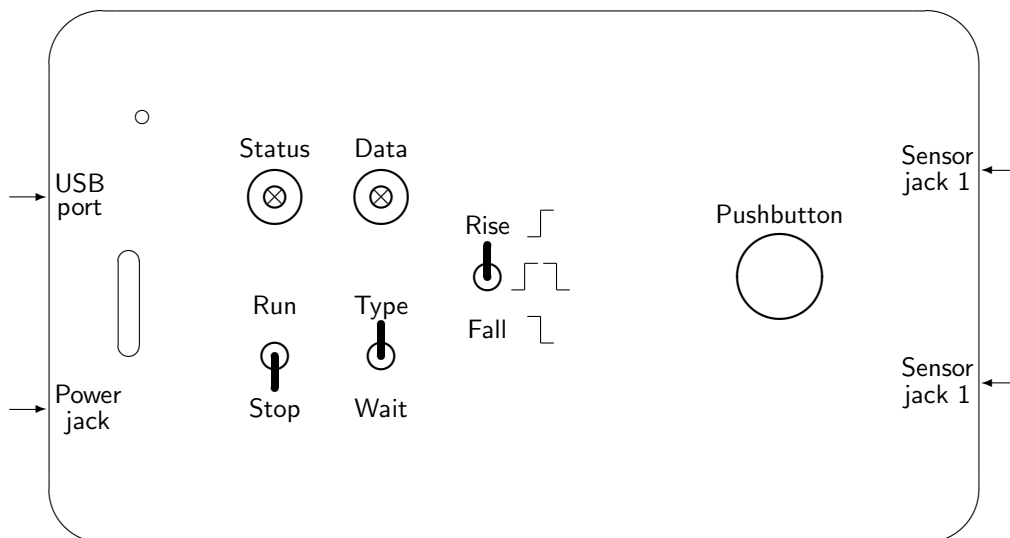 Status Data
Sensor
jack 1
USB
port
Rise
Pushbutton
Run Type
Fall
Sensor
jack 1
Power
jack
Stop Wait